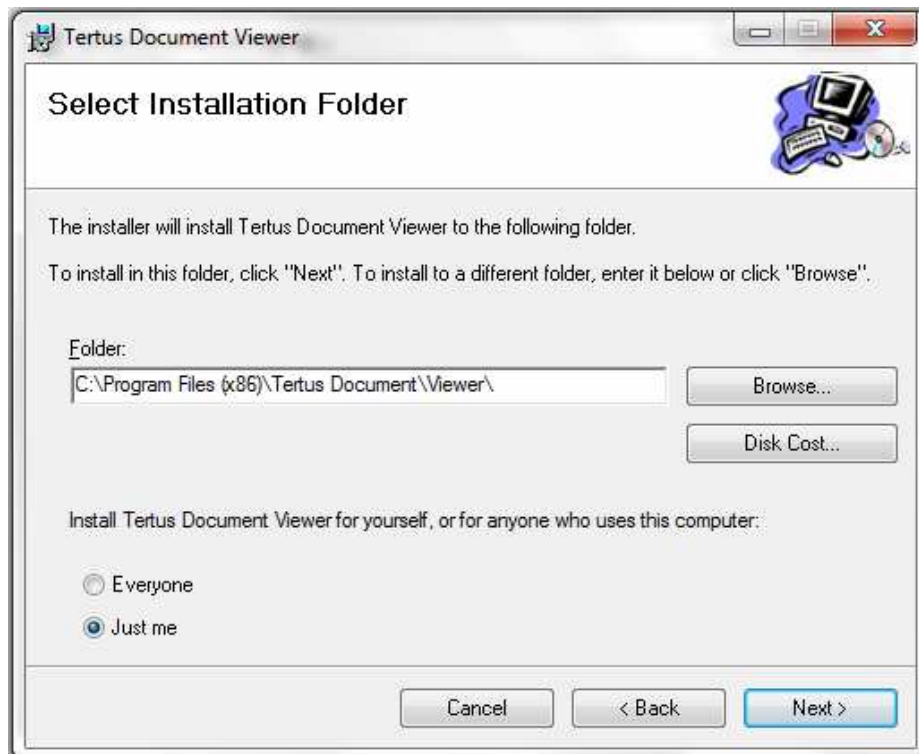 Tertus Document Viewer
Select Installation Folder
The installer will install Tertus Document Viewer to the following folder.
To install in this folder, click "Next". To install to a different folder, enter it below or click "Browse".
Folder:
C:\Program Files (x86)\Tertus Document\Viewer\
Browse...
Disk Cost...
Install Tertus Document Viewer for yourself, or for anyone who uses this computer:
Everyone
Just me
Cancel
< Back
Next >